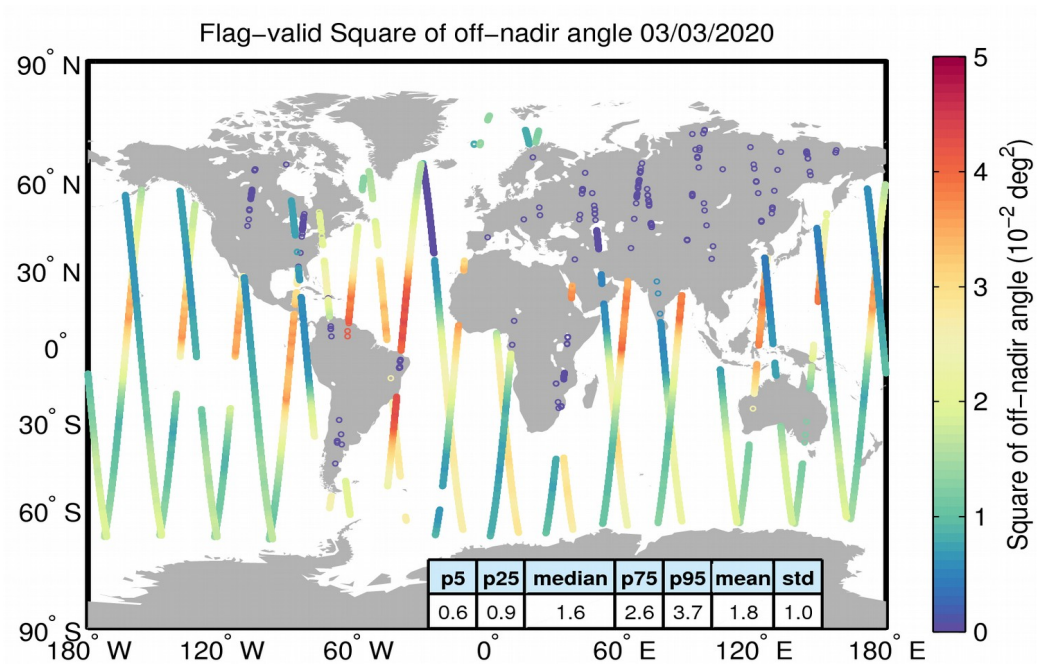 Flag−valid Square of off−nadir angle 03/03/2020
90° N
60° N
30° N
0°
30° S
60° S
90° S
180° W
120° W
60° W
0°
60° E
120° E
180° E
p5 p25 median p75 p95 mean std
0.6 0.9 1.6 2.6 3.7 1.8 1.0
5
4
3
2
1
0
Square of off−nadir angle (10⁻² deg²)